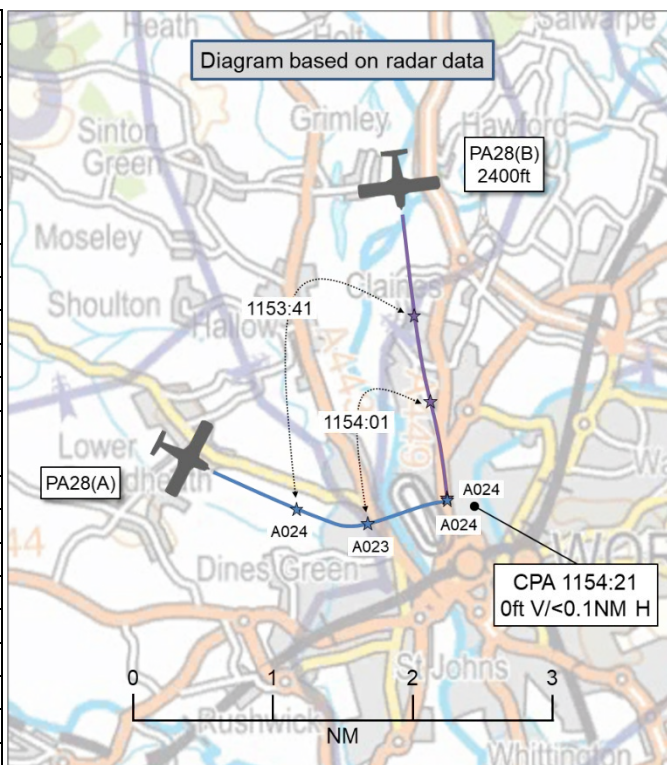 Heath
Holt
Salwarpe
Diagram based on radar data
Grimley
Hawford
Sinton
Green
PA28(B)
2400ft
Moseley
Claines
1153:41
Shoulton
Hallow
A443
A449
1154:01
Lower
PA28(A)
A024
A024
A023
A024
44
Dines Green
CPA 1154:21
0ft V/<0.1NM H
St Johns
0 1 2 3
Rushwick
NM
Whittington